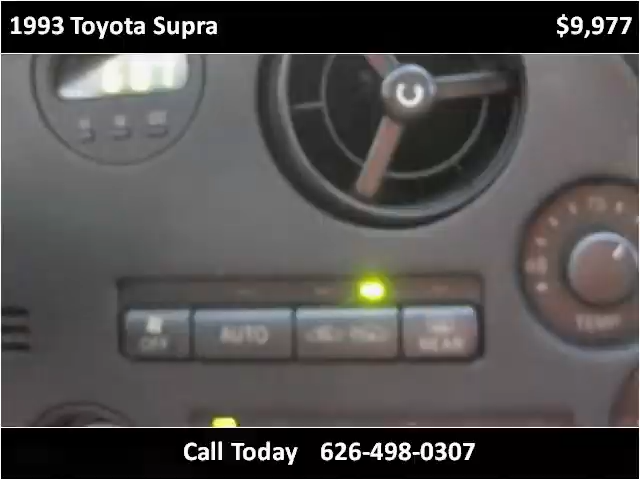 1993 Toyota Supra $9,977
OFF AUTO REAR
TEMP
Call Today 626-498-0307